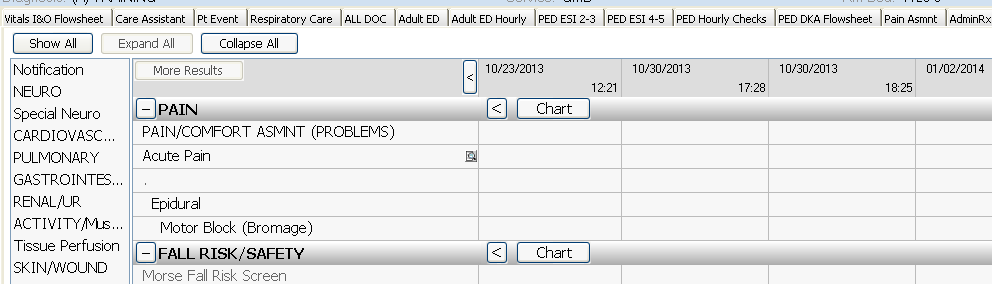 (A) TRAINING
Vitals I&O Flowsheet Care Assistant Pt Event Respiratory Care ALL DOC Adult ED Adult ED Hourly PED ESI 2-3 PED ESI 4-5 PED Hourly Checks PED DKA Flowsheet Pain Asmnt AdminRx
Show All Expand All Collapse All
Notification
NEURO
Special Neuro
CARDIOVASC...
PULMONARY
GASTROINTES...
RENAL/UR
ACTIVITY/Mus...
Tissue Perfusion
SKIN/WOUND
More Results < 10/23/2013 10/30/2013 10/30/2013 01/02/2014
12:21 17:28 18:25
− PAIN < Chart
PAIN/COMFORT ASMNT (PROBLEMS)
Acute Pain
.
Epidural
Motor Block (Bromage)
− FALL RISK/SAFETY < Chart
Morse Fall Risk Screen